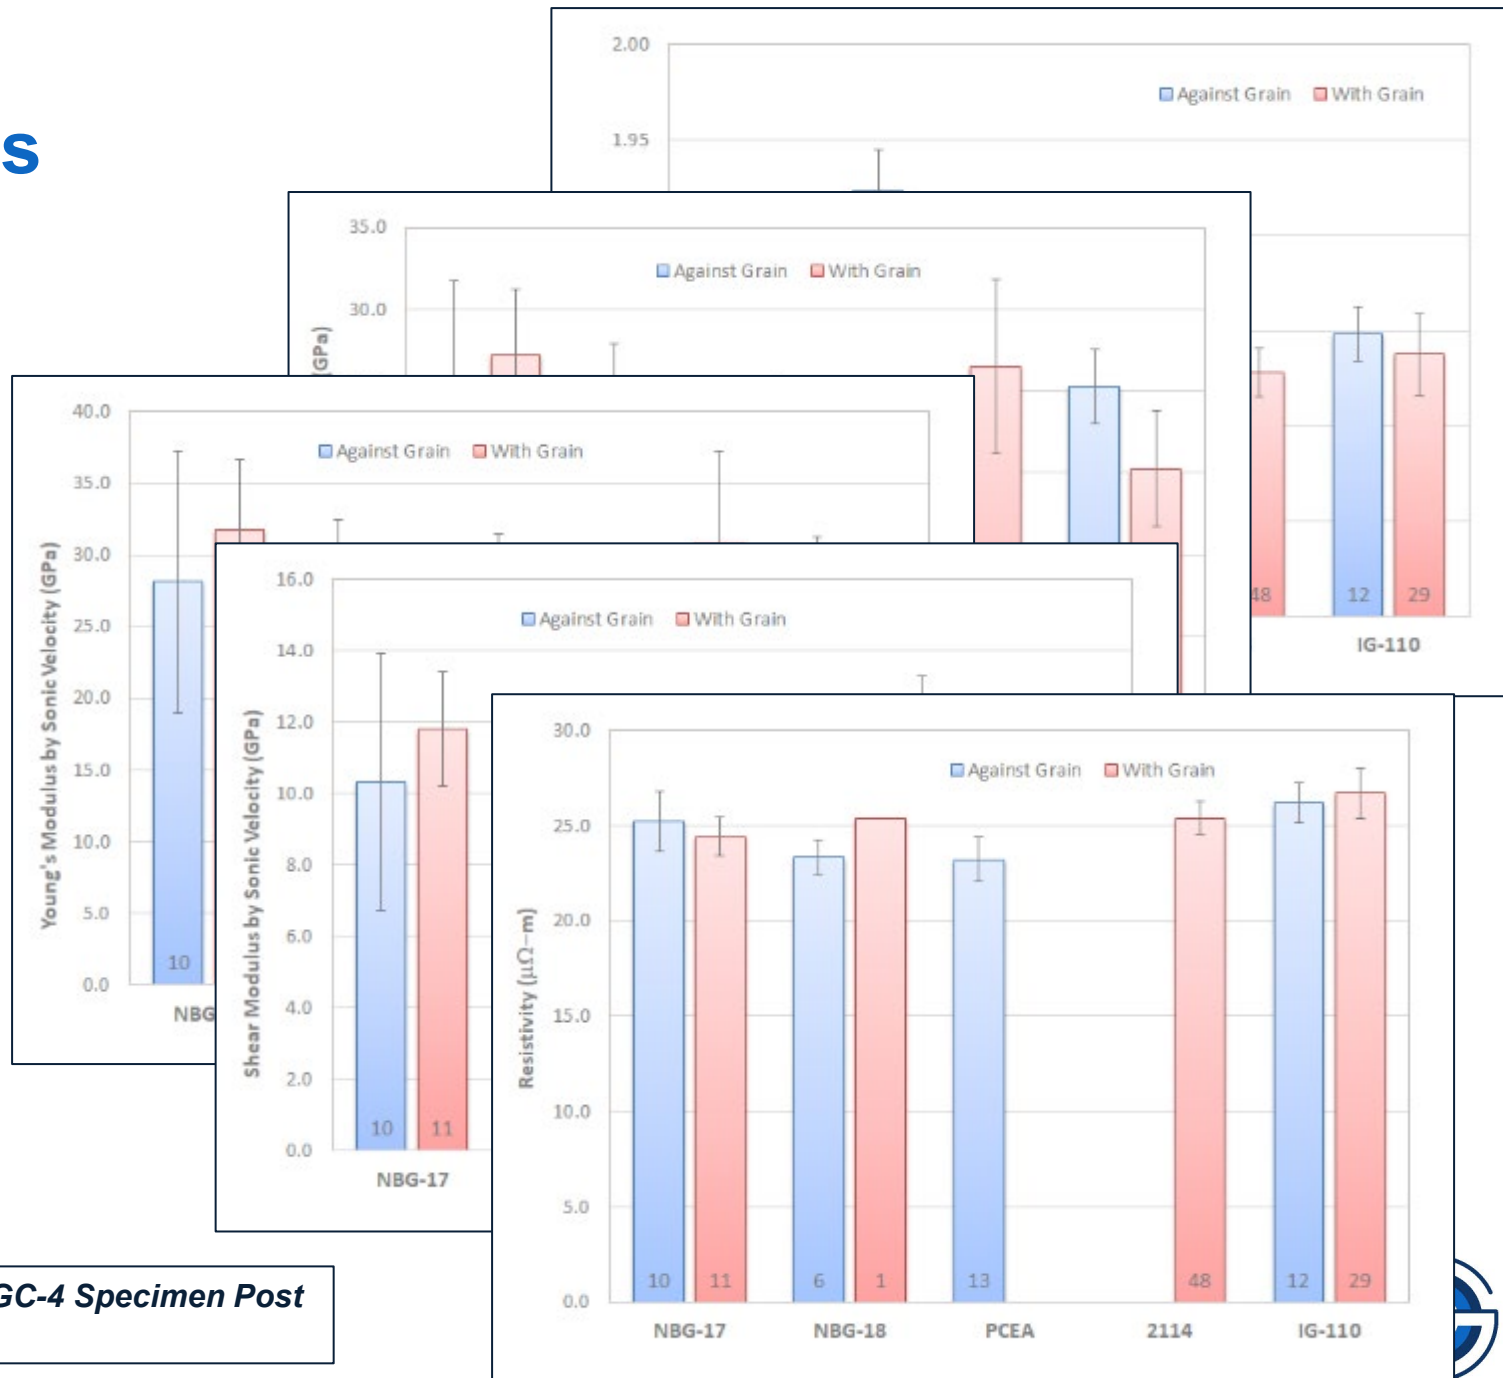 s
2.00
1.95
Against Grain With Grain
48 12 29
IG-110
35.0
30.0
(GPa)
Against Grain With Grain
40.0
35.0
30.0
25.0
20.0
15.0
10.0
5.0
0.0
Young's Modulus by Sonic Velocity (GPa)
Against Grain With Grain
10
NBG
16.0
14.0
12.0
10.0
8.0
6.0
4.0
2.0
0.0
Shear Modulus by Sonic Velocity (GPa)
Against Grain With Grain
10 11
NBG-17
30.0
25.0
20.0
15.0
10.0
5.0
0.0
Resistivity (μΩ−m)
Against Grain With Grain
10 11 6 1 13 48 12 29
NBG-17 NBG-18 PCEA 2114 IG-110
GC-4 Specimen Post